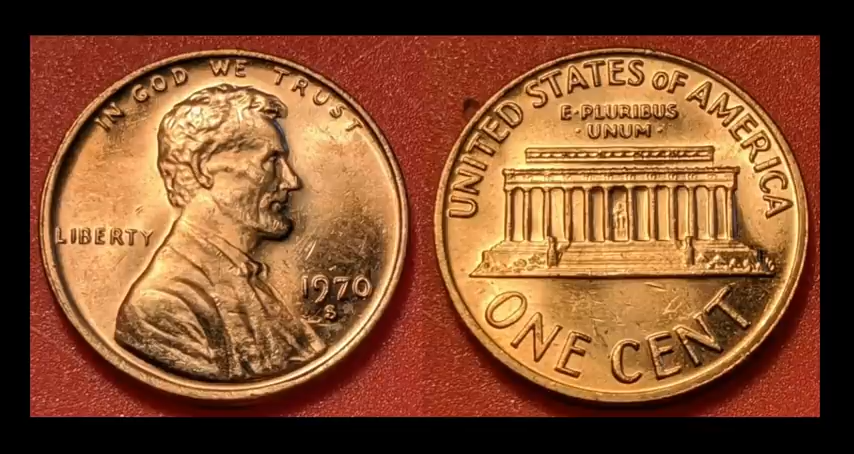 IN GOD WE TRUST
LIBERTY
1970
S
UNITED STATES OF AMERICA
E·PLURIBUS
·UNUM·
ONE CENT